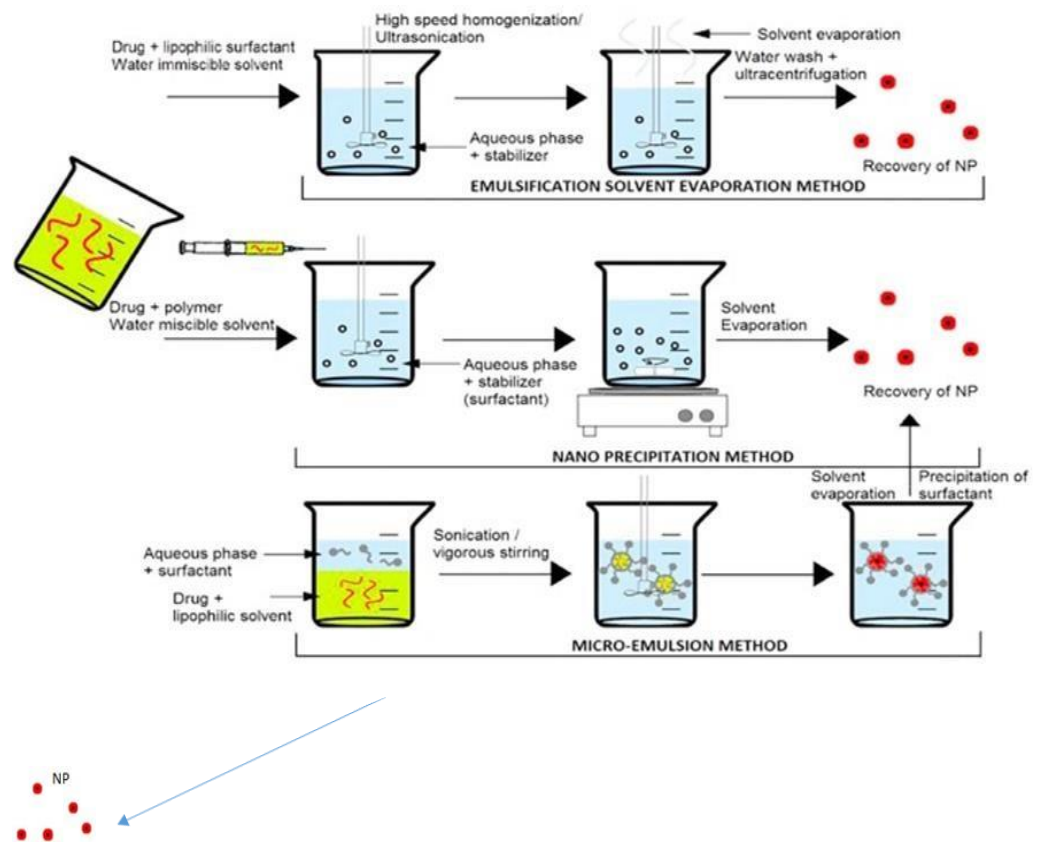 High speed homogenization/
Ultrasonication
Drug + lipophilic surfactant
Water immiscible solvent
Solvent evaporation
Water wash +
ultracentrifugation
Aqueous phase
+ stabilizer
Recovery of NP
EMULSIFICATION SOLVENT EVAPORATION METHOD
Drug + polymer
Water miscible solvent
Aqueous phase
+ stabilizer
(surfactant)
Solvent
Evaporation
Recovery of NP
NANO PRECIPITATION METHOD
Solvent
evaporation
Precipitation of
surfactant
Aqueous phase
+ surfactant
Drug +
lipophilic solvent
Sonication /
vigorous stirring
MICRO-EMULSION METHOD
NP